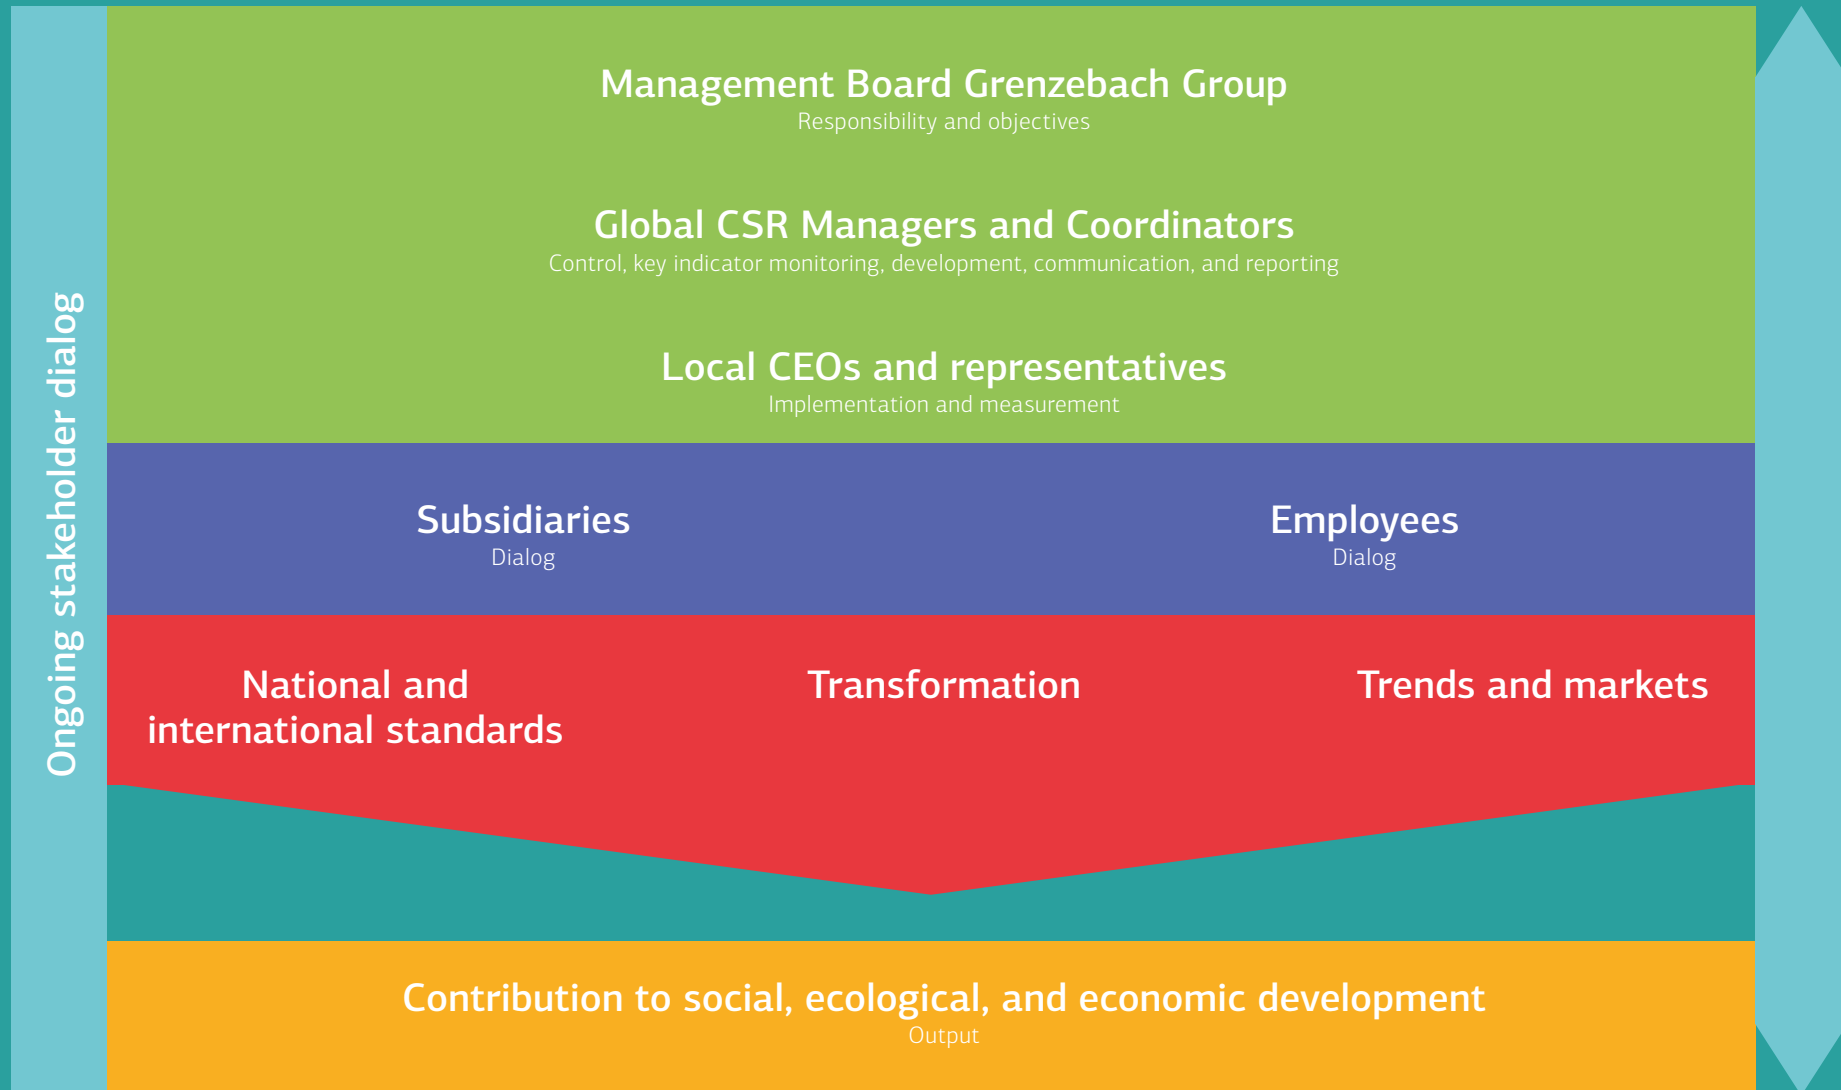 Ongoing stakeholder dialog
Management Board Grenzebach Group
Responsibility and objectives
Global CSR Managers and Coordinators
Control, key indicator monitoring, development, communication, and reporting
Local CEOs and representatives
Implementation and measurement
Subsidiaries
Dialog
Employees
Dialog
National and
international standards
Transformation
Trends and markets
Contribution to social, ecological, and economic development
Output